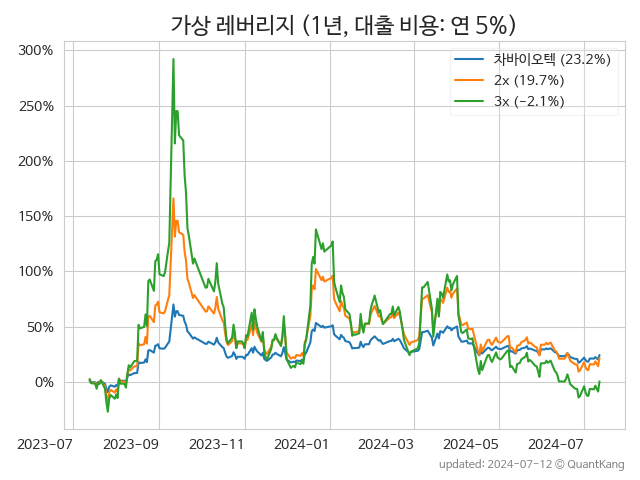 가상 레버리지 (1년, 대출 비용: 연 5%)
차바이오텍 (23.2%)
2x (19.7%)
3x (−2.1%)
300%
250%
200%
150%
100%
50%
0%
2023-07
2023-09
2023-11
2024-01
2024-03
2024-05
2024-07
updated: 2024-07-12 © QuantKang